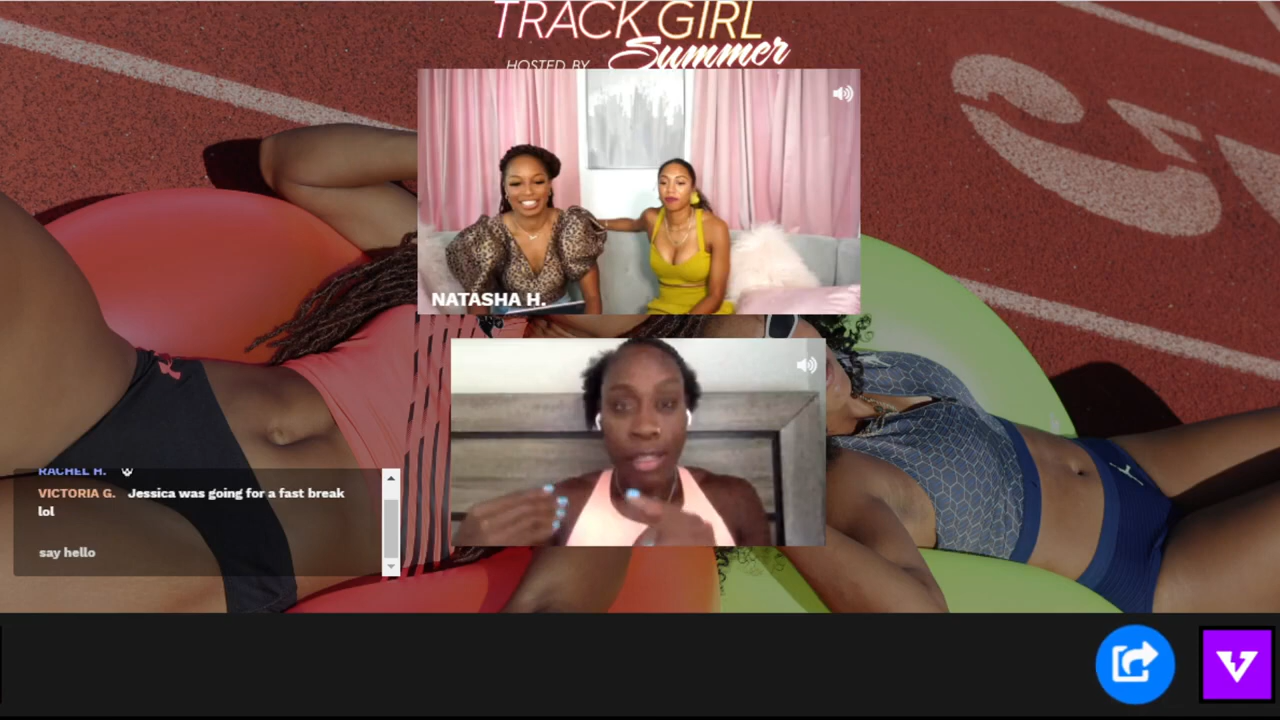 TRACK GIRL
Summer
HOSTED BY
NATASHA H.
RACHEL H.
VICTORIA G. Jessica was going for a fast break
lol
say hello